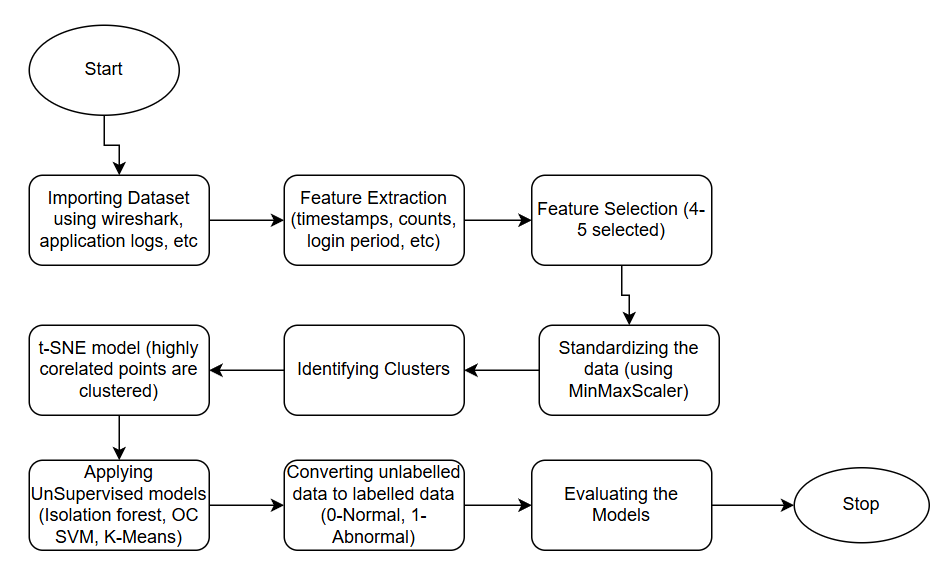 Start
Importing Dataset
using wireshark,
application logs, etc
Feature Extraction
(timestamps, counts,
login period, etc)
Feature Selection (4-
5 selected)
Standardizing the
data (using
MinMaxScaler)
Identifying Clusters
t-SNE model (highly
corelated points are
clustered)
Applying
UnSupervised models
(Isolation forest, OC
SVM, K-Means)
Converting unlabelled
data to labelled data
(0-Normal, 1-
Abnormal)
Evaluating the
Models
Stop